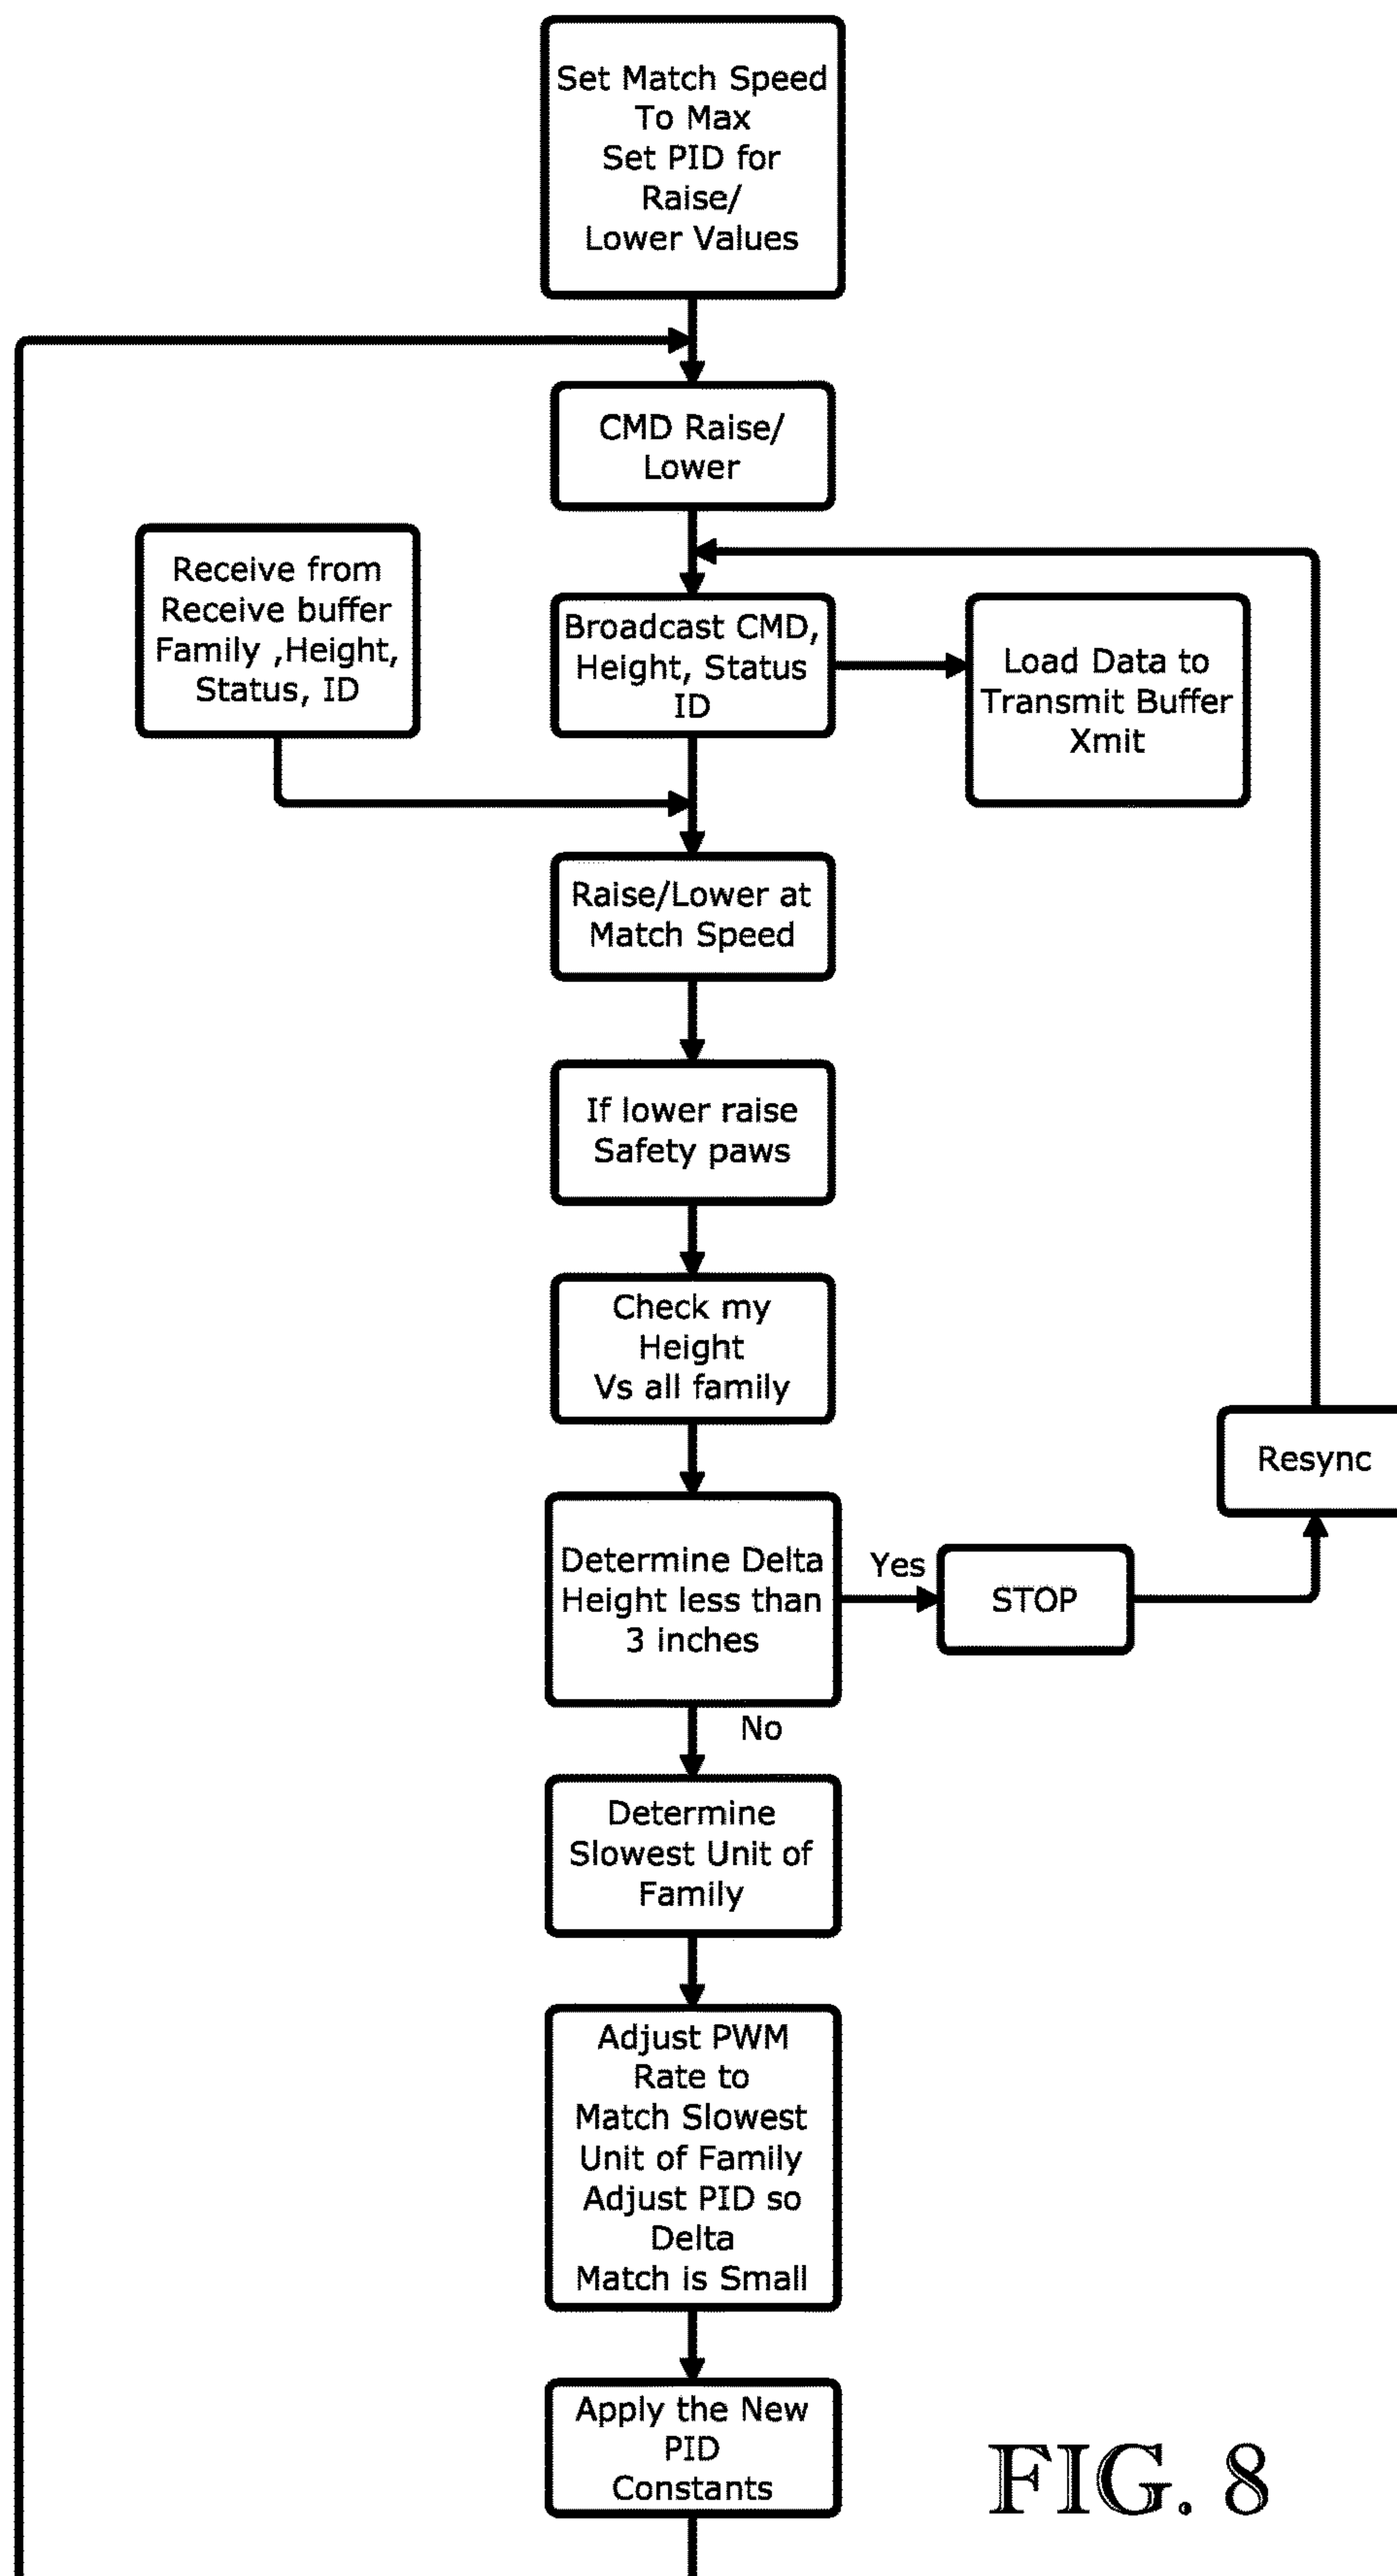 Set Match Speed
To Max
Set PID for
Raise/
Lower Values
CMD Raise/
Lower
Receive from
Receive buffer
Family ,Height,
Status, ID
Broadcast CMD,
Height, Status
ID
Load Data to
Transmit Buffer
Xmit
Raise/Lower at
Match Speed
If lower raise
Safety paws
Check my
Height
Vs all family
Resync
Determine Delta
Height less than
3 inches
Yes
STOP
No
Determine
Slowest Unit of
Family
Adjust PWM
Rate to
Match Slowest
Unit of Family
Adjust PID so
Delta
Match is Small
Apply the New
PID
Constants
FIG. 8